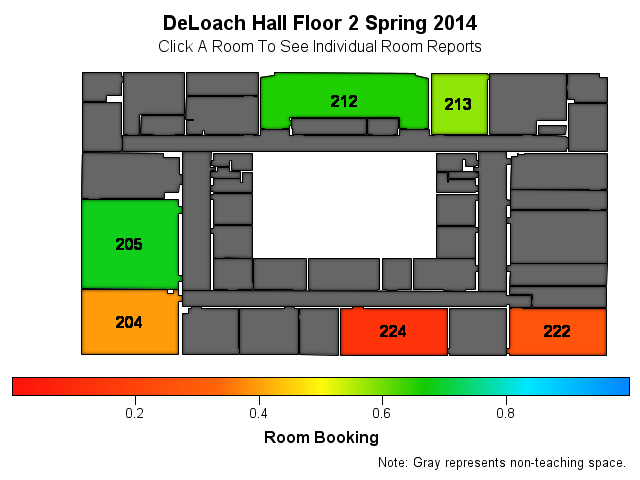 DeLoach Hall Floor 2 Spring 2014
Click A Room To See Individual Room Reports
212
213
205
204
224
222
0.2
0.4
0.6
0.8
Room Booking
Note: Gray represents non-teaching space.